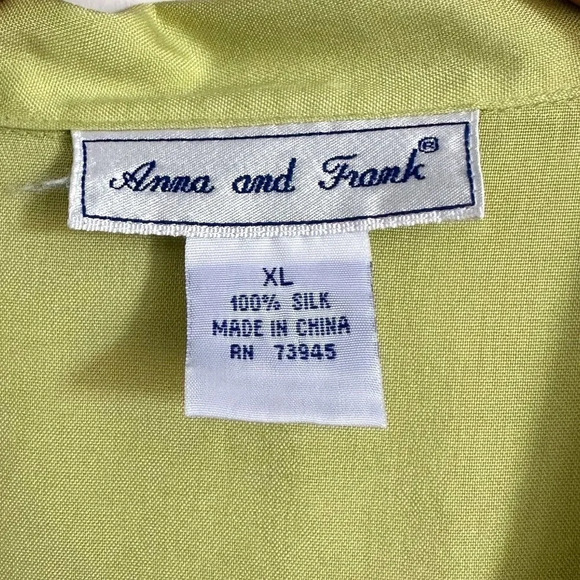 Anna and Frank®
XL
100% SILK
MADE IN CHINA
RN 73945